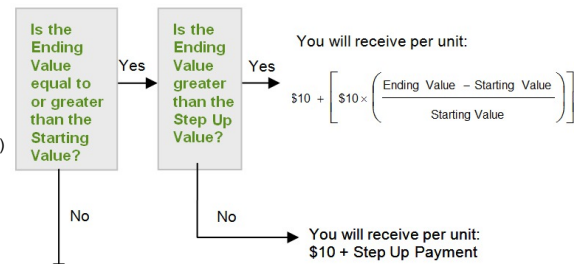 Is the
Ending
Value
equal to
or greater
than the
Starting
Value?
)
Yes
No
Is the
Ending
Value
greater
than the
Step Up
Value?
Yes
No
You will receive per unit:
$10 + [ $10 × ( Ending Value − Starting Value
Starting Value ) ]
You will receive per unit:
$10 + Step Up Payment